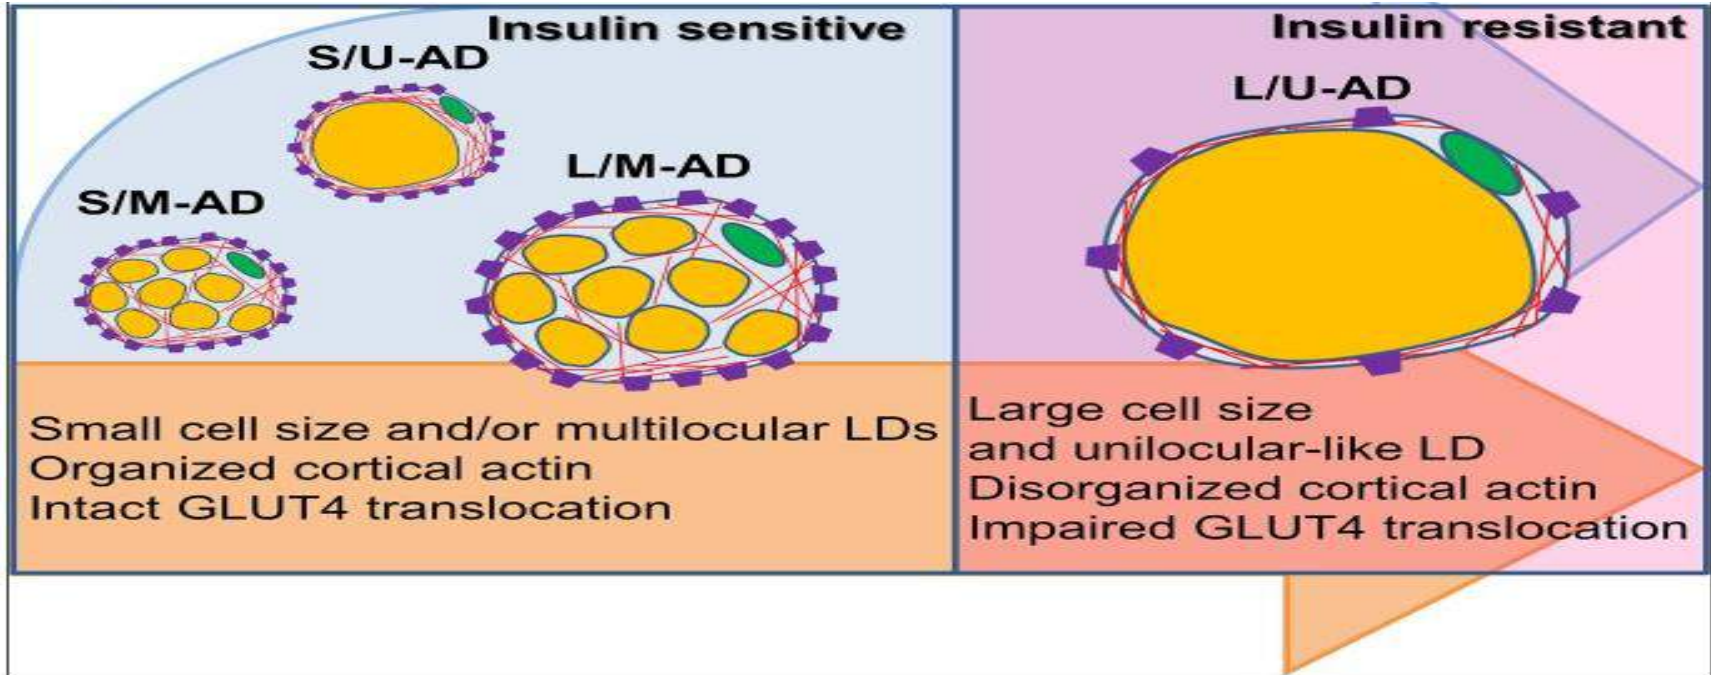 Insulin sensitive
S/U-AD
L/M-AD
S/M-AD
Small cell size and/or multilocular LDs
Organized cortical actin
Intact GLUT4 translocation
Insulin resistant
L/U-AD
Large cell size
and unilocular-like LD
Disorganized cortical actin
Impaired GLUT4 translocation